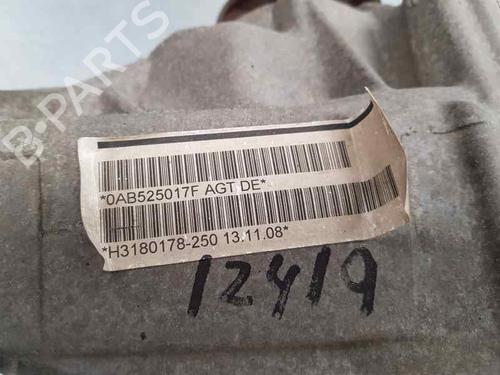 B-PARTS
*0AB525017F AGT DE*
*H3180178-250 13.11.08*
12419